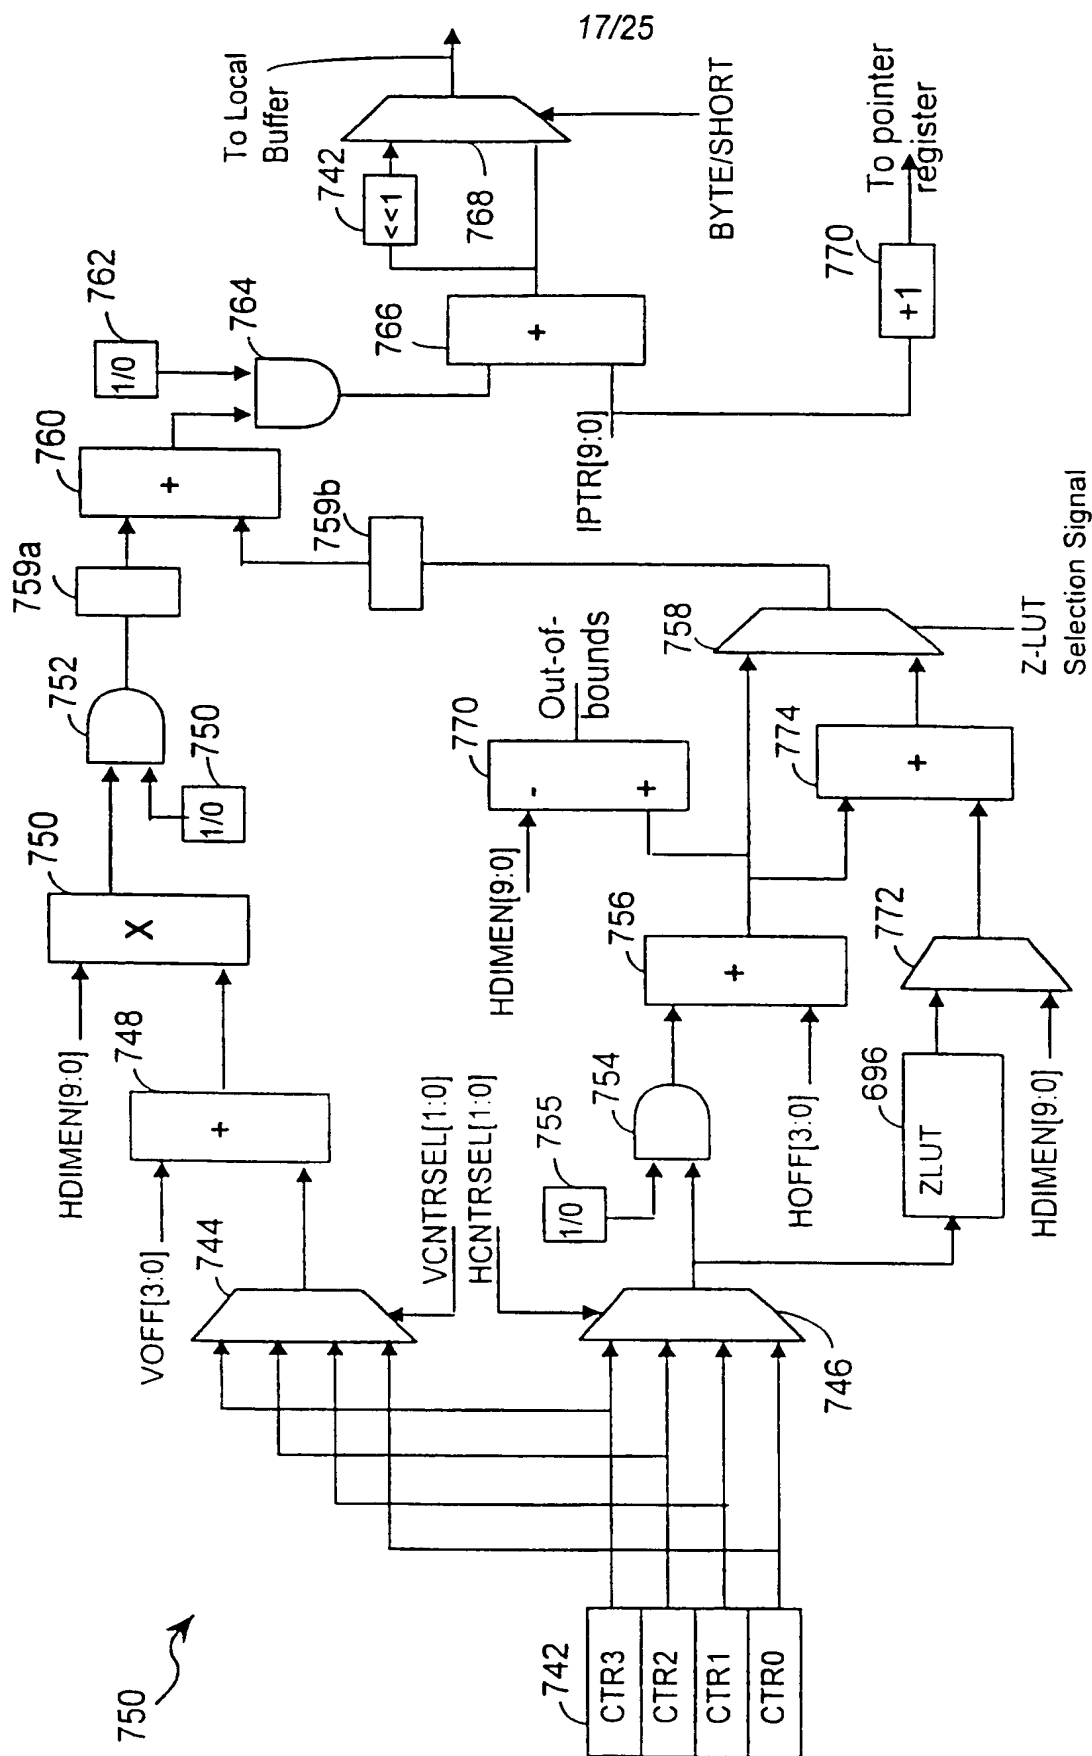 17/25
750
742
CTR3
CTR2
CTR1
CTR0
VOFF[3:0]
744
746
VCNTRSEL[1:0]
HCNTRSEL[1:0]
HDIMEN[9:0]
748
+
755
1/0
754
HOFF[3:0]
ZLUT
696
HDIMEN[9:0]
750
X
750
1/0
752
756
+
772
HDIMEN[9:0]
770
-
+
Out-of-
bounds
774
+
758
Z-LUT
Selection Signal
759a
759b
760
+
762
1/0
764
IPTR[9:0]
766
+
742
<<1
768
To Local
Buffer
BYTE/SHORT
770
+1
To pointer
register